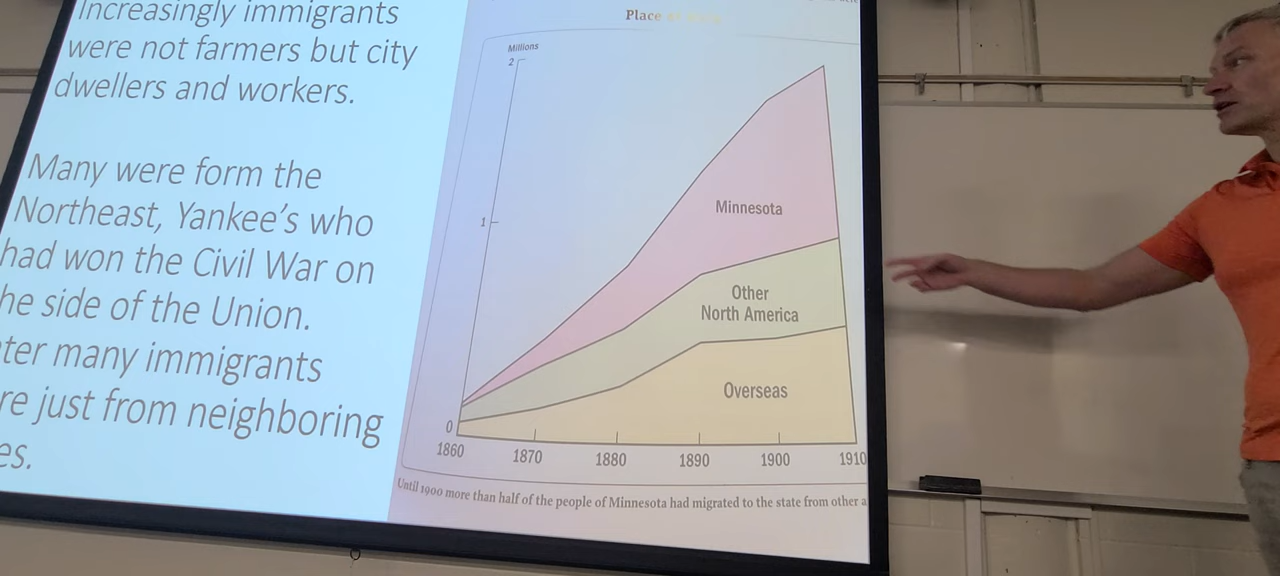 Increasingly immigrants
were not farmers but city
dwellers and workers.
Many were form the
Northeast, Yankee's who
had won the Civil War on
he side of the Union.
ter many immigrants
re just from neighboring
es.
Place
Millions
2
1
0
Minnesota
Other
North America
Overseas
1860
1870
1880
1890
1900
1910
Until 1900 more than half of the people of Minnesota had migrated to the state from other a